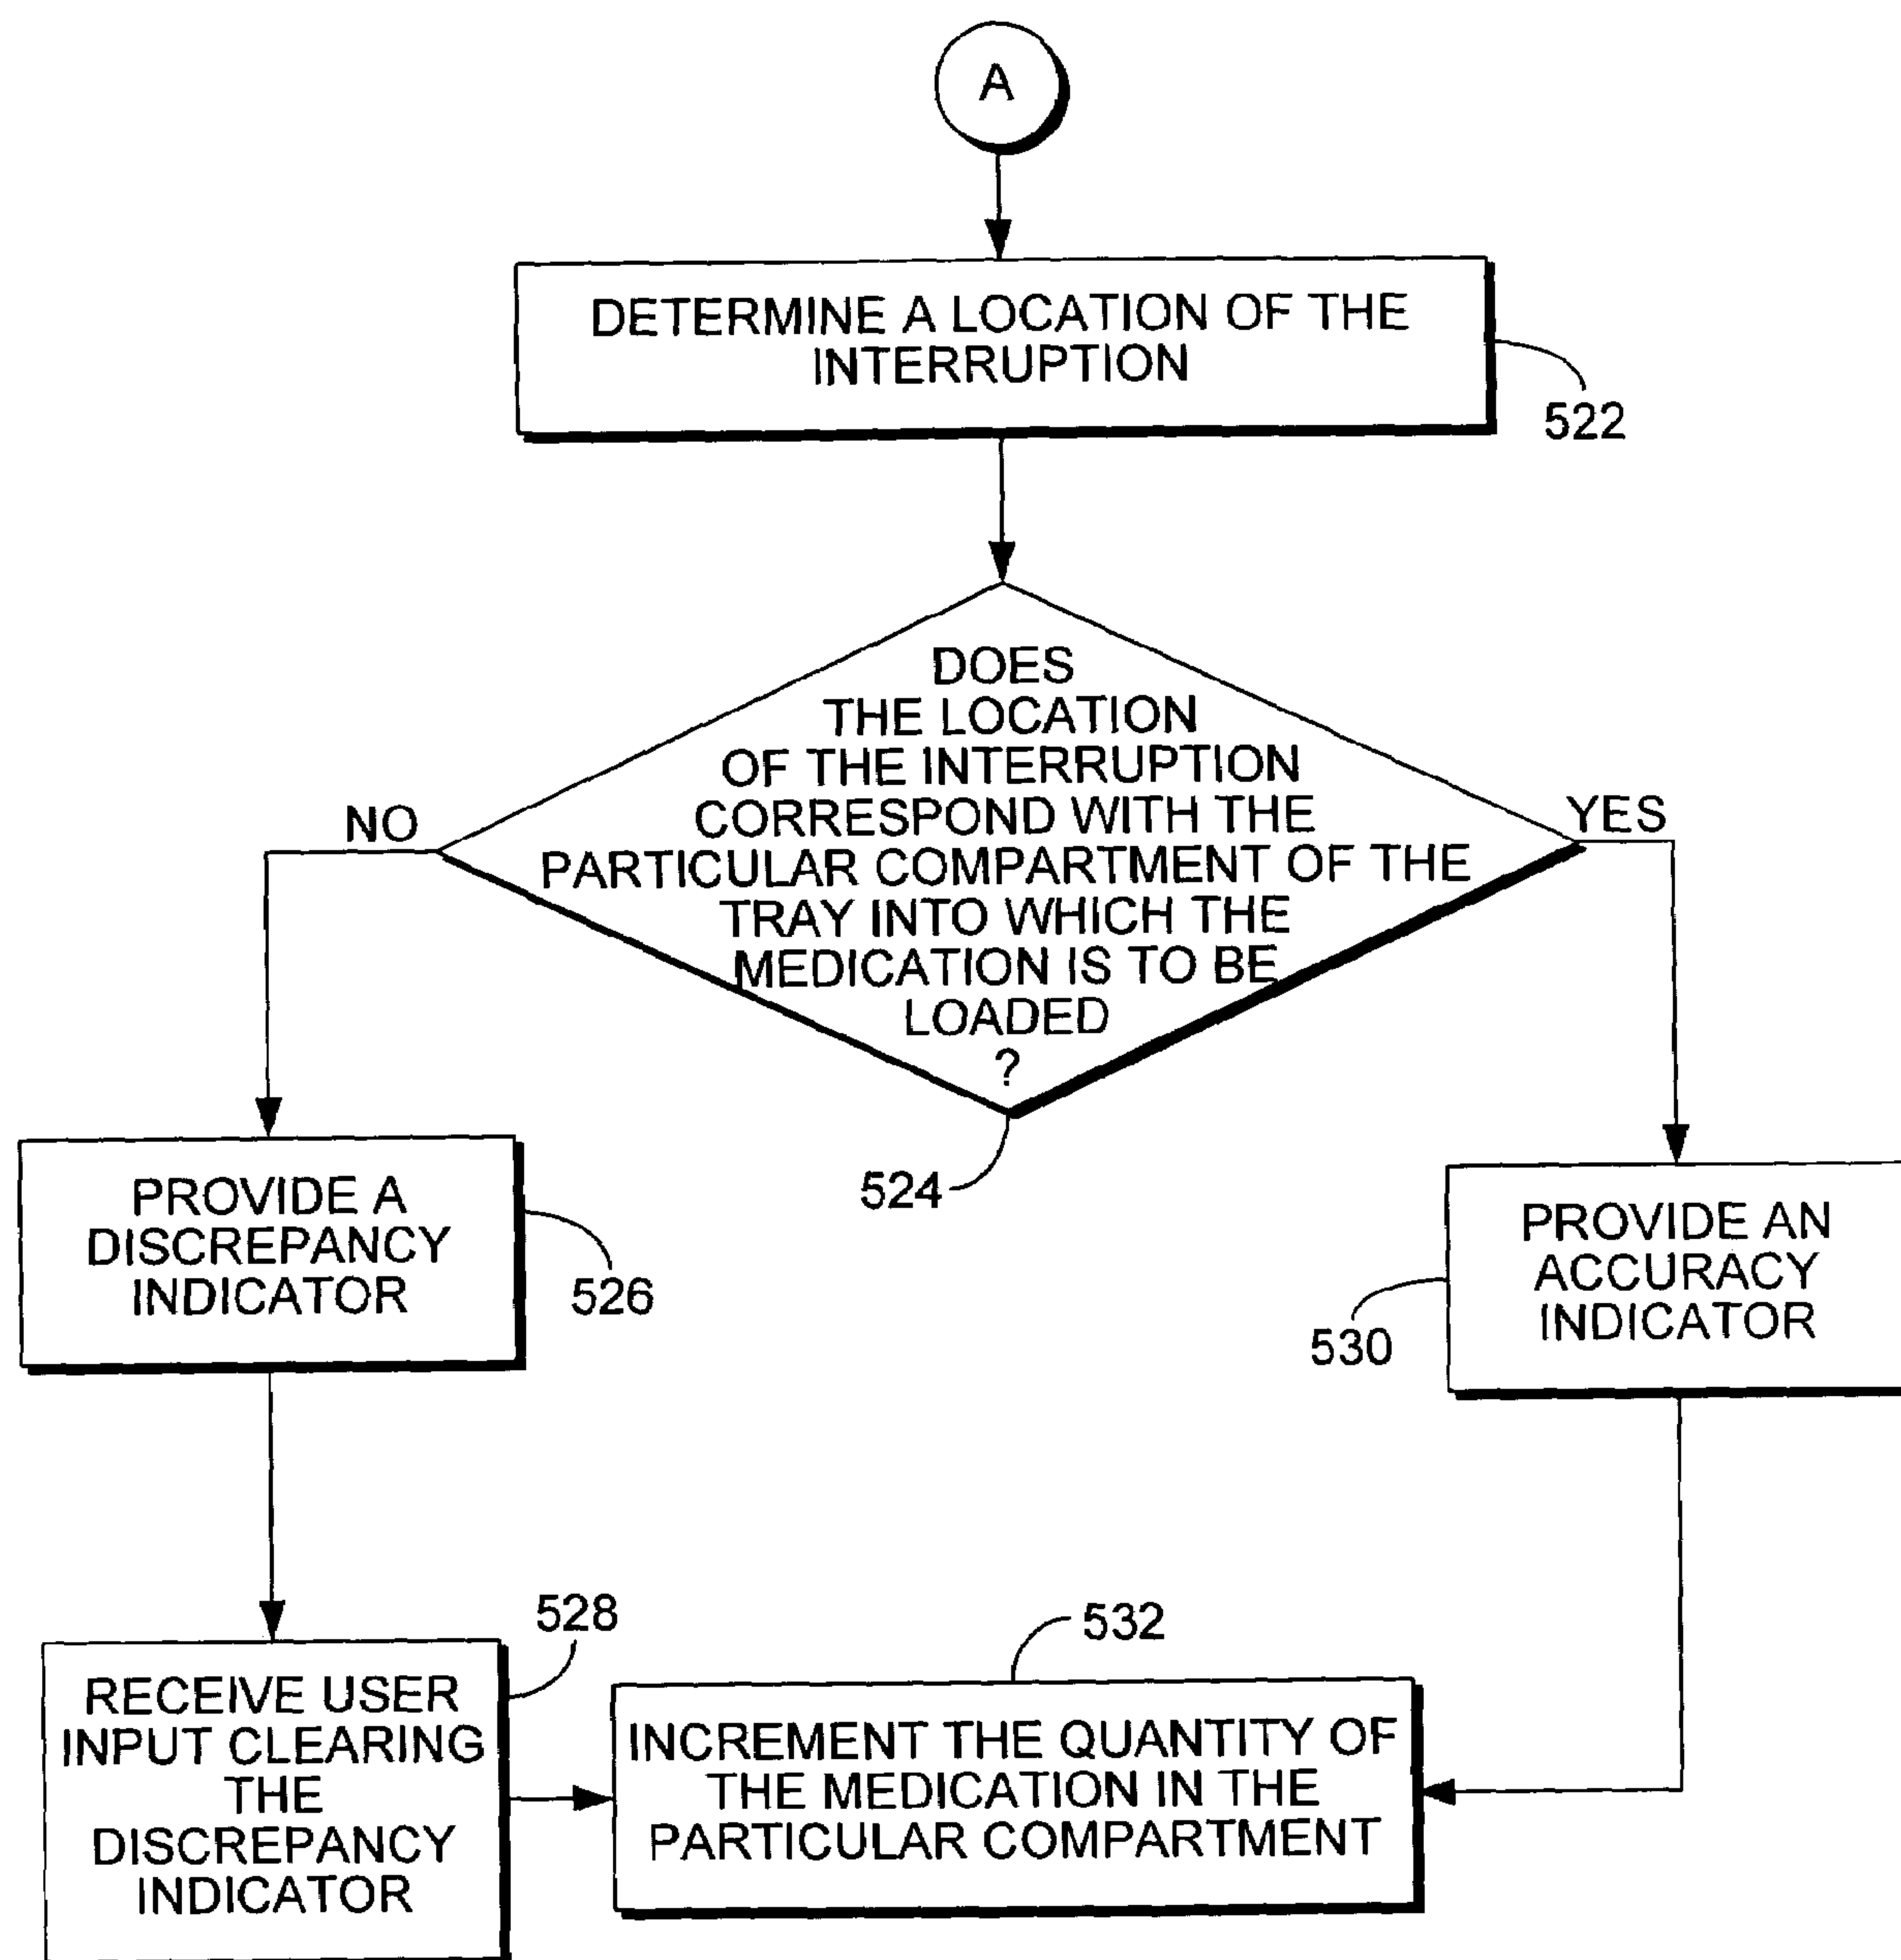 A
DETERMINE A LOCATION OF THE
INTERRUPTION
522
DOES
THE LOCATION
OF THE INTERRUPTION
CORRESPOND WITH THE
PARTICULAR COMPARTMENT OF THE
TRAY INTO WHICH THE
MEDICATION IS TO BE
LOADED
?
NO
YES
524
PROVIDE A
DISCREPANCY
INDICATOR
526
PROVIDE AN
ACCURACY
INDICATOR
530
RECEIVE USER
INPUT CLEARING
THE
DISCREPANCY
INDICATOR
528
532
INCREMENT THE QUANTITY OF
THE MEDICATION IN THE
PARTICULAR COMPARTMENT